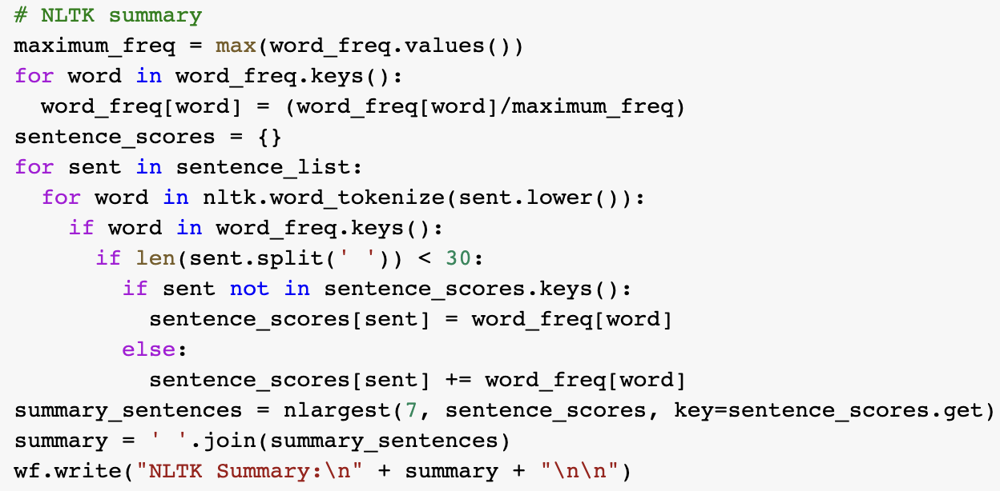 # NLTK summary
maximum_freq = max(word_freq.values())
for word in word_freq.keys():
  word_freq[word] = (word_freq[word]/maximum_freq)
sentence_scores = {}
for sent in sentence_list:
  for word in nltk.word_tokenize(sent.lower()):
    if word in word_freq.keys():
      if len(sent.split(' ')) < 30:
        if sent not in sentence_scores.keys():
          sentence_scores[sent] = word_freq[word]
        else:
          sentence_scores[sent] += word_freq[word]
summary_sentences = nlargest(7, sentence_scores, key=sentence_scores.get)
summary = ' '.join(summary_sentences)
wf.write("NLTK Summary:\n" + summary + "\n\n")